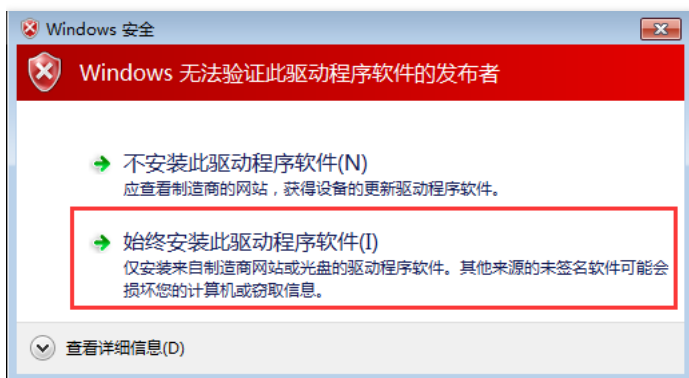 Windows 安全
Windows 无法验证此驱动程序软件的发布者
不安装此驱动程序软件(N)
应查看制造商的网站，获得设备的更新驱动程序软件。
始终安装此驱动程序软件(I)
仅安装来自制造商网站或光盘的驱动程序软件。其他来源的未签名软件可能会
损坏您的计算机或窃取信息。
查看详细信息(D)